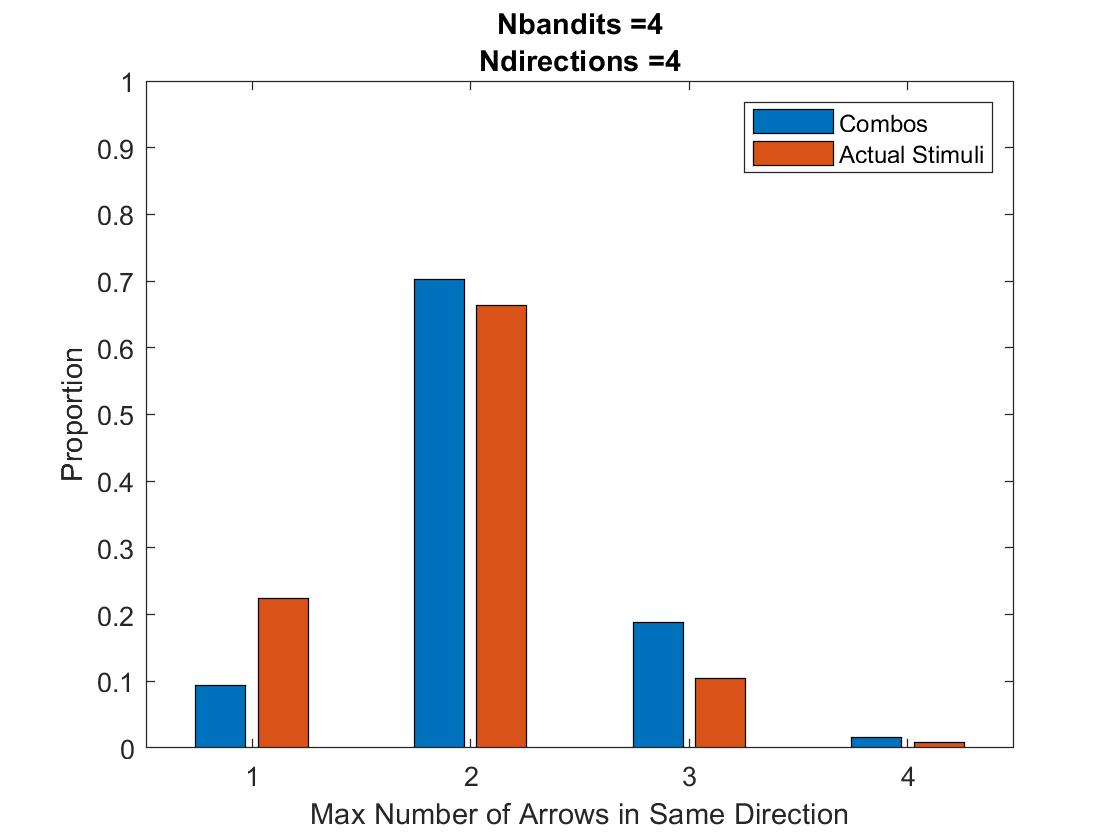 Nbandits =4
Ndirections =4
1
0.9
0.8
0.7
0.6
0.5
0.4
0.3
0.2
0.1
0
Proportion
Combos
Actual Stimuli
1 2 3 4
Max Number of Arrows in Same Direction